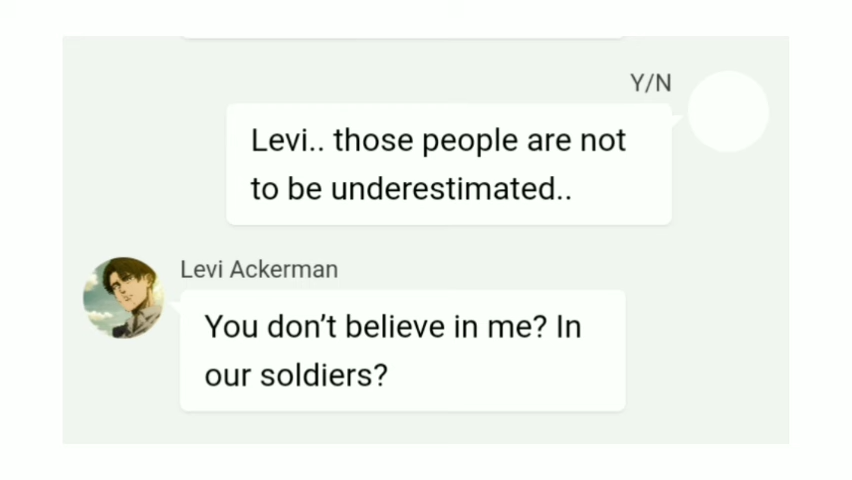 Y/N
Levi.. those people are not
to be underestimated..
Levi Ackerman
You don’t believe in me? In
our soldiers?